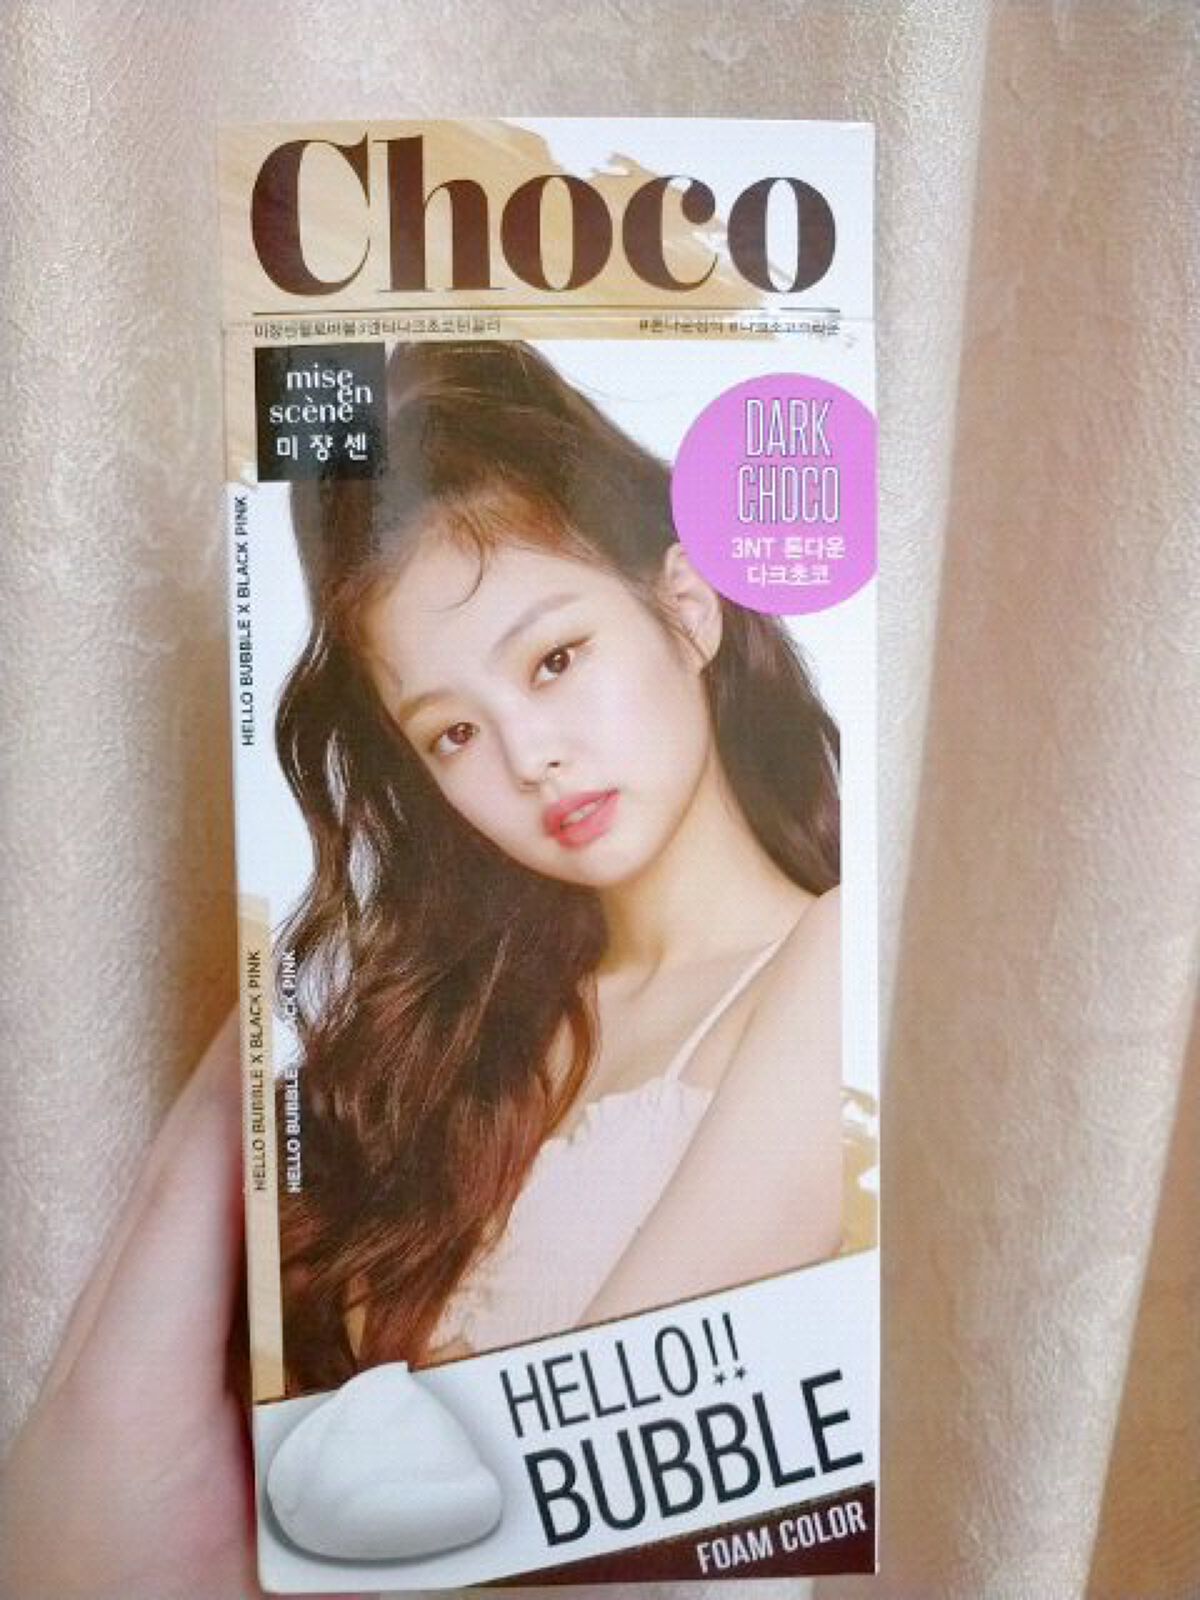 Choco
mise
en
scène
미쟝센
DARK
CHOCO
3NT 톤다운
다크초코
HELLO BUBBLE X BLACK PINK
HELLO BUBBLE X BLACK PINK
HELLO BUBBLE PINK
HELLO!!
BUBBLE
FOAM COLOR